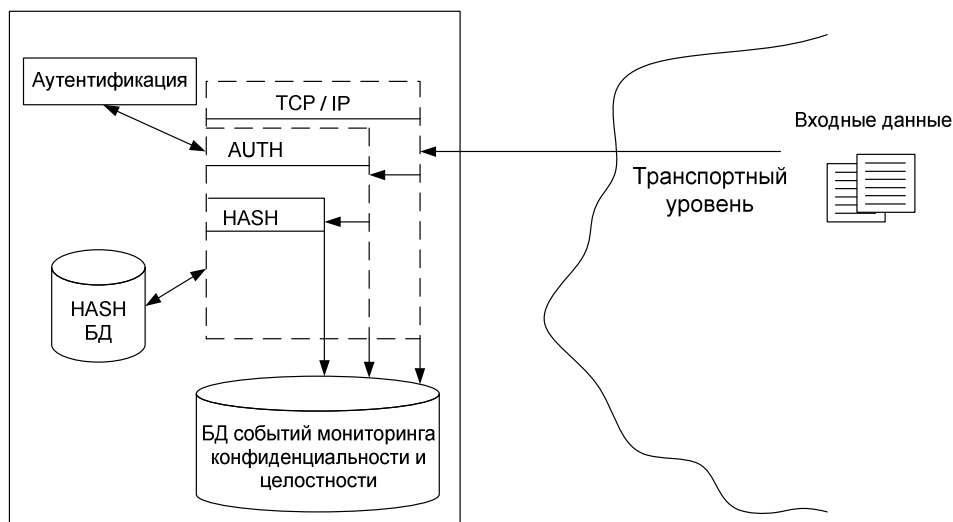 Аутентификация
TCP / IP
AUTH
HASH
HASH
БД
БД событий мониторинга
конфиденциальности и
целостности
Транспортный
уровень
Входные данные